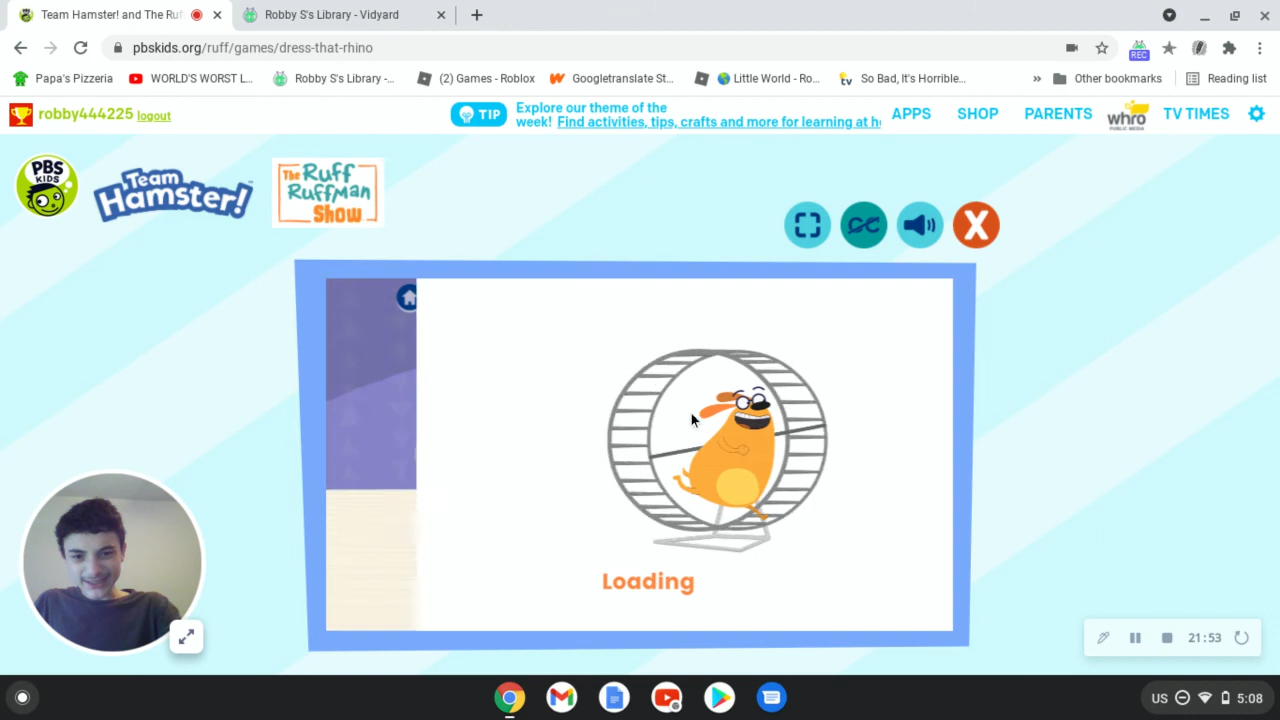 Team Hamster! and The Ruf
Robby S's Library - Vidyard
pbskids.org/ruff/games/dress-that-rhino
REC
Papa's Pizzeria
WORLD'S WORST L...
Robby S's Library -...
(2) Games - Roblox
Googletranslate St...
Little World - Ro...
tv
So Bad, It's Horrible...
»
Other bookmarks
Reading list
robby444225 logout
TIP
Explore our theme of the
week! Find activities, tips, crafts and more for learning at h
APPS
SHOP
PARENTS
whro
PUBLIC MEDIA
TV TIMES
PBS
KIDS
Team
Hamster!
The Ruff
Ruffman
Show
CC
X
Loading
21:53
US
5:08